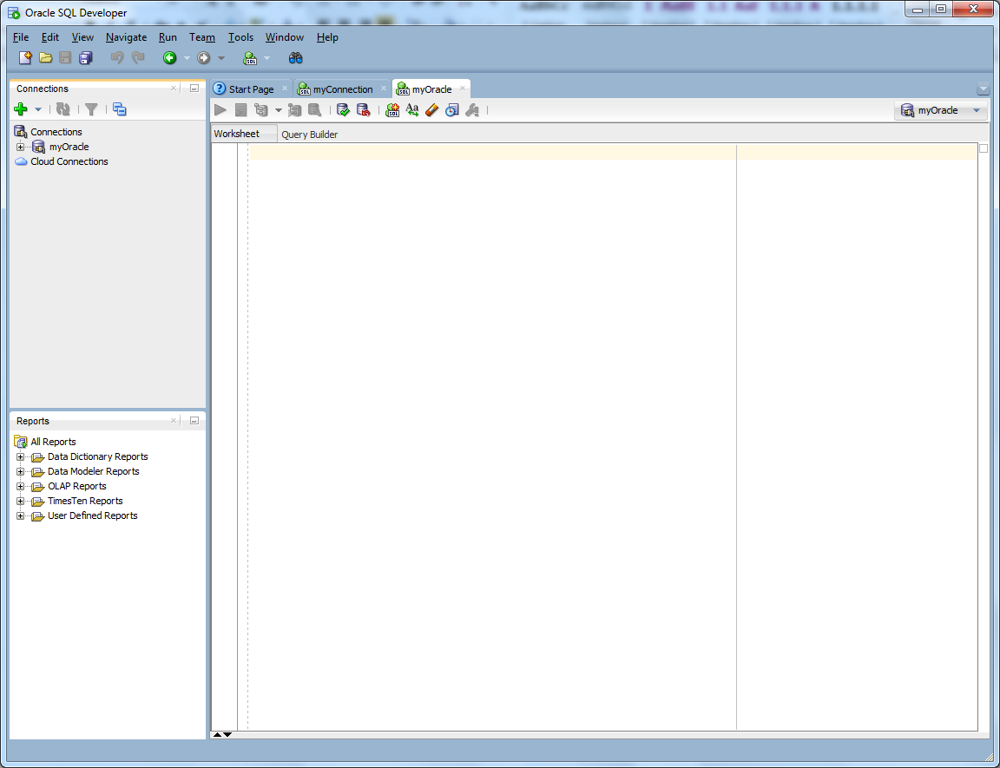 Oracle SQL Developer
File Edit View Navigate Run Team Tools Window Help
Connections
Start Page
myConnection
myOracle
myOracle
Worksheet
Query Builder
Connections
myOracle
Cloud Connections
Reports
All Reports
Data Dictionary Reports
Data Modeler Reports
OLAP Reports
TimesTen Reports
User Defined Reports